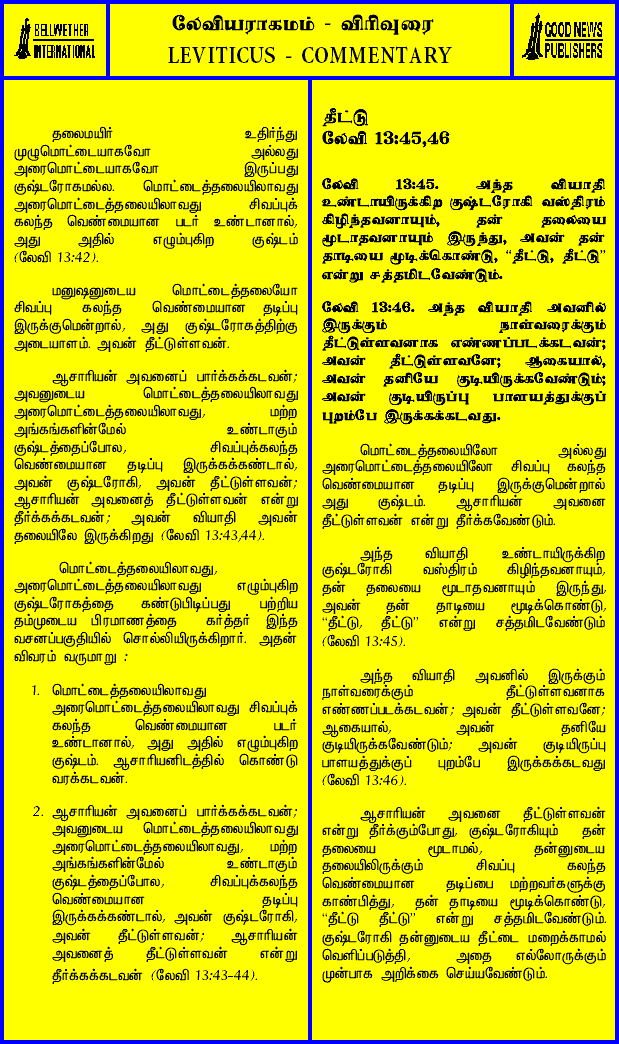 BELLWETHER
INTERNATIONAL
லேவியராகமம் - விரிவுரை
LEVITICUS - COMMENTARY
GOOD NEWS
PUBLISHERS
தலைமயிர் உதிர்ந்து
முழுமொட்டையாகவோ அல்லது
அரைமொட்டையாகவோ இருப்பது
குஷ்டரோகமல்ல. மொட்டைத்தலையிலாவது
அரைமொட்டைத்தலையிலாவது சிவப்புக்
கலந்த வெண்மையான படர் உண்டானால்,
அது அதில் எழும்புகிற குஷ்டம்
(லேவி 13:42).
மனுஷனுடைய மொட்டைத்தலையோ
சிவப்பு கலந்த வெண்மையான தடிப்பு
இருக்குமென்றால், அது குஷ்டரோகத்திற்கு
அடையாளம். அவன் தீட்டுள்ளவன்.
ஆசாரியன் அவனைப் பார்க்கக்கடவன்;
அவனுடைய மொட்டைத்தலையிலாவது
அரைமொட்டைத்தலையிலாவது, மற்ற
அங்கங்களின்மேல் உண்டாகும்
குஷ்டத்தைப்போல, சிவப்புக்கலந்த
வெண்மையான தடிப்பு இருக்கக்கண்டால்,
அவன் குஷ்டரோகி, அவன் தீட்டுள்ளவன்;
ஆசாரியன் அவனைத் தீட்டுள்ளவன் என்று
தீர்க்கக்கடவன்; அவன் வியாதி அவன்
தலையிலே இருக்கிறது (லேவி 13:43,44).
மொட்டைத்தலையிலாவது,
அரைமொட்டைத்தலையிலாவது எழும்புகிற
குஷ்டரோகத்தை கண்டுபிடிப்பது பற்றிய
தம்முடைய பிரமாணத்தை கர்த்தர் இந்த
வசனப்பகுதியில் சொல்லியிருக்கிறார். அதன்
விவரம் வருமாறு :
1. மொட்டைத்தலையிலாவது
அரைமொட்டைத்தலையிலாவது சிவப்புக்
கலந்த வெண்மையான படர்
உண்டானால், அது அதில் எழும்புகிற
குஷ்டம். ஆசாரியனிடத்தில் கொண்டு
வரக்கடவன்.
2. ஆசாரியன் அவனைப் பார்க்கக்கடவன்;
அவனுடைய மொட்டைத்தலையிலாவது
அரைமொட்டைத்தலையிலாவது, மற்ற
அங்கங்களின்மேல் உண்டாகும்
குஷ்டத்தைப்போல, சிவப்புக்கலந்த
வெண்மையான தடிப்பு
இருக்கக்கண்டால், அவன் குஷ்டரோகி,
அவன் தீட்டுள்ளவன்; ஆசாரியன்
அவனைத் தீட்டுள்ளவன் என்று
தீர்க்கக்கடவன் (லேவி 13:43-44).
தீட்டு
லேவி 13:45,46
லேவி 13:45. அந்த வியாதி
உண்டாயிருக்கிற குஷ்டரோகி வஸ்திரம்
கிழிந்தவனாயும், தன் தலையை
மூடாதவனாயும் இருந்து, அவன் தன்
தாடியை மூடிக்கொண்டு, “தீட்டு, தீட்டு”
என்று சத்தமிடவேண்டும்.
லேவி 13:46. அந்த வியாதி அவனில்
இருக்கும் நாள்வரைக்கும்
தீட்டுள்ளவனாக எண்ணப்படக்கடவன்;
அவன் தீட்டுள்ளவனே; ஆகையால்,
அவன் தனியே குடியிருக்கவேண்டும்;
அவன் குடியிருப்பு பாளயத்துக்குப்
புறம்பே இருக்கக்கடவது.
மொட்டைத்தலையிலோ அல்லது
அரைமொட்டைத்தலையிலோ சிவப்பு கலந்த
வெண்மையான தடிப்பு இருக்குமென்றால்
அது குஷ்டம். ஆசாரியன் அவனை
தீட்டுள்ளவன் என்று தீர்க்கவேண்டும்.
அந்த வியாதி உண்டாயிருக்கிற
குஷ்டரோகி வஸ்திரம் கிழிந்தவனாயும்,
தன் தலையை மூடாதவனாயும் இருந்து,
அவன் தன் தாடியை மூடிக்கொண்டு,
“தீட்டு, தீட்டு” என்று சத்தமிடவேண்டும்
(லேவி 13:45).
அந்த வியாதி அவனில் இருக்கும்
நாள்வரைக்கும் தீட்டுள்ளவனாக
எண்ணப்படக்கடவன்; அவன் தீட்டுள்ளவனே;
ஆகையால், அவன் தனியே
குடியிருக்கவேண்டும்; அவன் குடியிருப்பு
பாளயத்துக்குப் புறம்பே இருக்கக்கடவது
(லேவி 13:46).
ஆசாரியன் அவனை தீட்டுள்ளவன்
என்று தீர்க்கும்போது, குஷ்டரோகியும் தன்
தலையை மூடாமல், தன்னுடைய
தலையிலிருக்கும் சிவப்பு கலந்த
வெண்மையான தடிப்பை மற்றவர்களுக்கு
காண்பித்து, தன் தாடியை மூடிக்கொண்டு,
“தீட்டு தீட்டு” என்று சத்தமிடவேண்டும்.
குஷ்டரோகி தன்னுடைய தீட்டை மறைக்காமல்
வெளிப்படுத்தி, அதை எல்லோருக்கும்
முன்பாக அறிக்கை செய்யவேண்டும்.